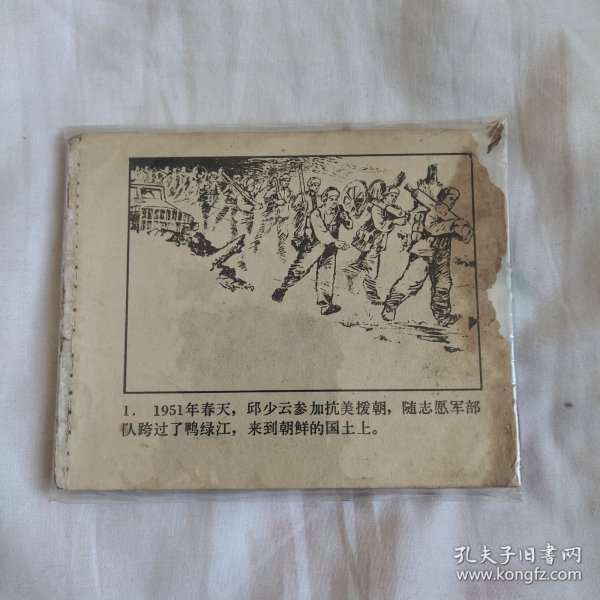 1. 1951年春天，邱少云参加抗美援朝，随志愿军部
队跨过了鸭绿江，来到朝鲜的国土上。
孔夫子旧書网
www.kongfz.com